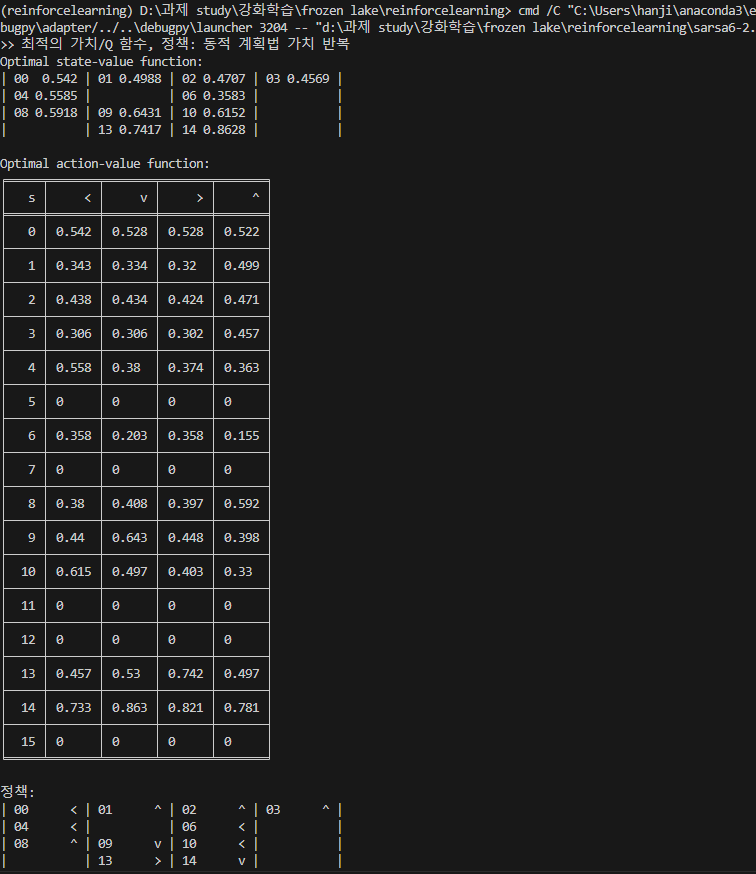 (reinforcelearning) D:\과제 study\강화학습\frozen lake\reinforcelearning> cmd /C "C:\Users\hanji\anaconda3\e
bugpy\adapter/../..\debugpy\launcher 3204 -- "d:\과제 study\강화학습\frozen lake\reinforcelearning\sarsa6-2.
>> 최적의 가치/Q 함수, 정책: 동적 계획법 가치 반복
Optimal state-value function:
| 00  0.542 | 01 0.4988 | 02 0.4707 | 03 0.4569 |
| 04 0.5585 |           | 06 0.3583 |           |
| 08 0.5918 | 09 0.6431 | 10 0.6152 |           |
|           | 13 0.7417 | 14 0.8628 |           |
Optimal action-value function:
s < v > ^
0 0.542 0.528 0.528 0.522
1 0.343 0.334 0.32 0.499
2 0.438 0.434 0.424 0.471
3 0.306 0.306 0.302 0.457
4 0.558 0.38 0.374 0.363
5 0 0 0 0
6 0.358 0.203 0.358 0.155
7 0 0 0 0
8 0.38 0.408 0.397 0.592
9 0.44 0.643 0.448 0.398
10 0.615 0.497 0.403 0.33
11 0 0 0 0
12 0 0 0 0
13 0.457 0.53 0.742 0.497
14 0.733 0.863 0.821 0.781
15 0 0 0 0
정책:
| 00      < | 01      ^ | 02      ^ | 03      ^ |
| 04      < |           | 06      < |           |
| 08      ^ | 09      v | 10      < |           |
|           | 13      > | 14      v |           |